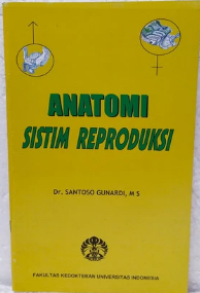 ANATOMI
SISTIM REPRODUKSI
Dr. SANTOSO GUNARDI, M S
FAKULTAS KEDOKTERAN UNIVERSITAS INDONESIA